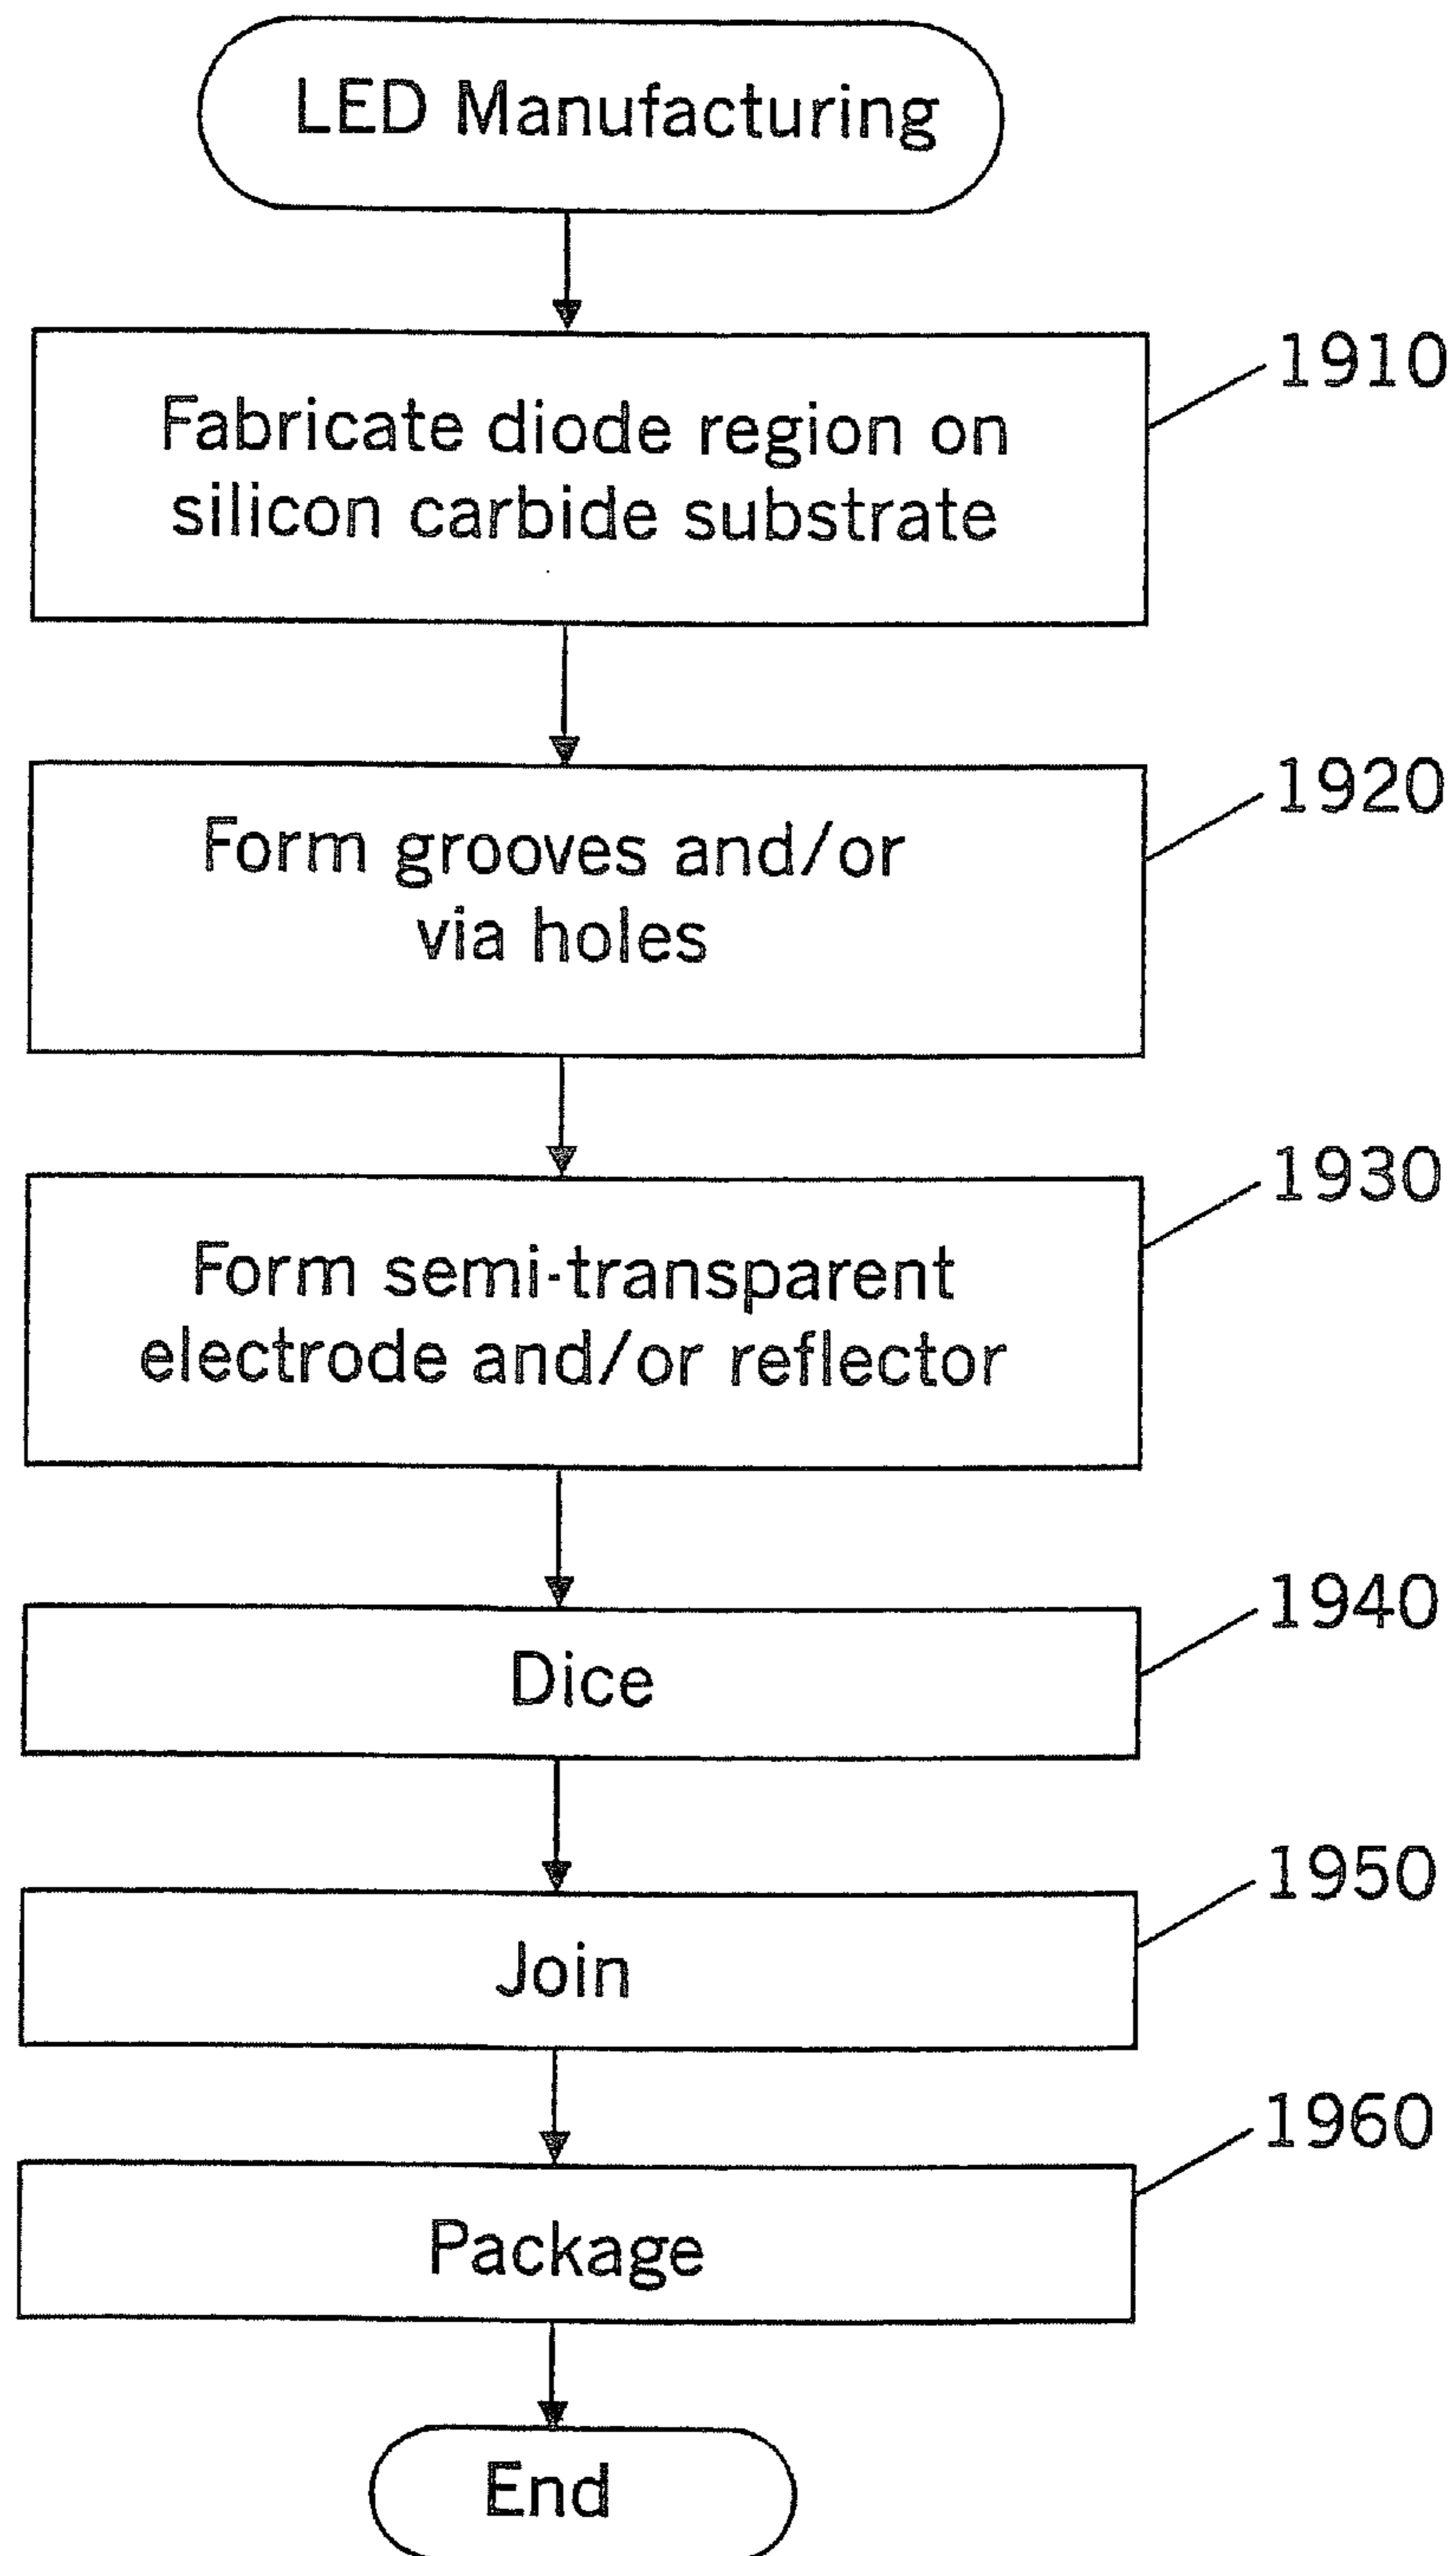 LED Manufacturing
1910
Fabricate diode region on
silicon carbide substrate
1920
Form grooves and/or
via holes
1930
Form semi-transparent
electrode and/or reflector
1940
Dice
1950
Join
1960
Package
End